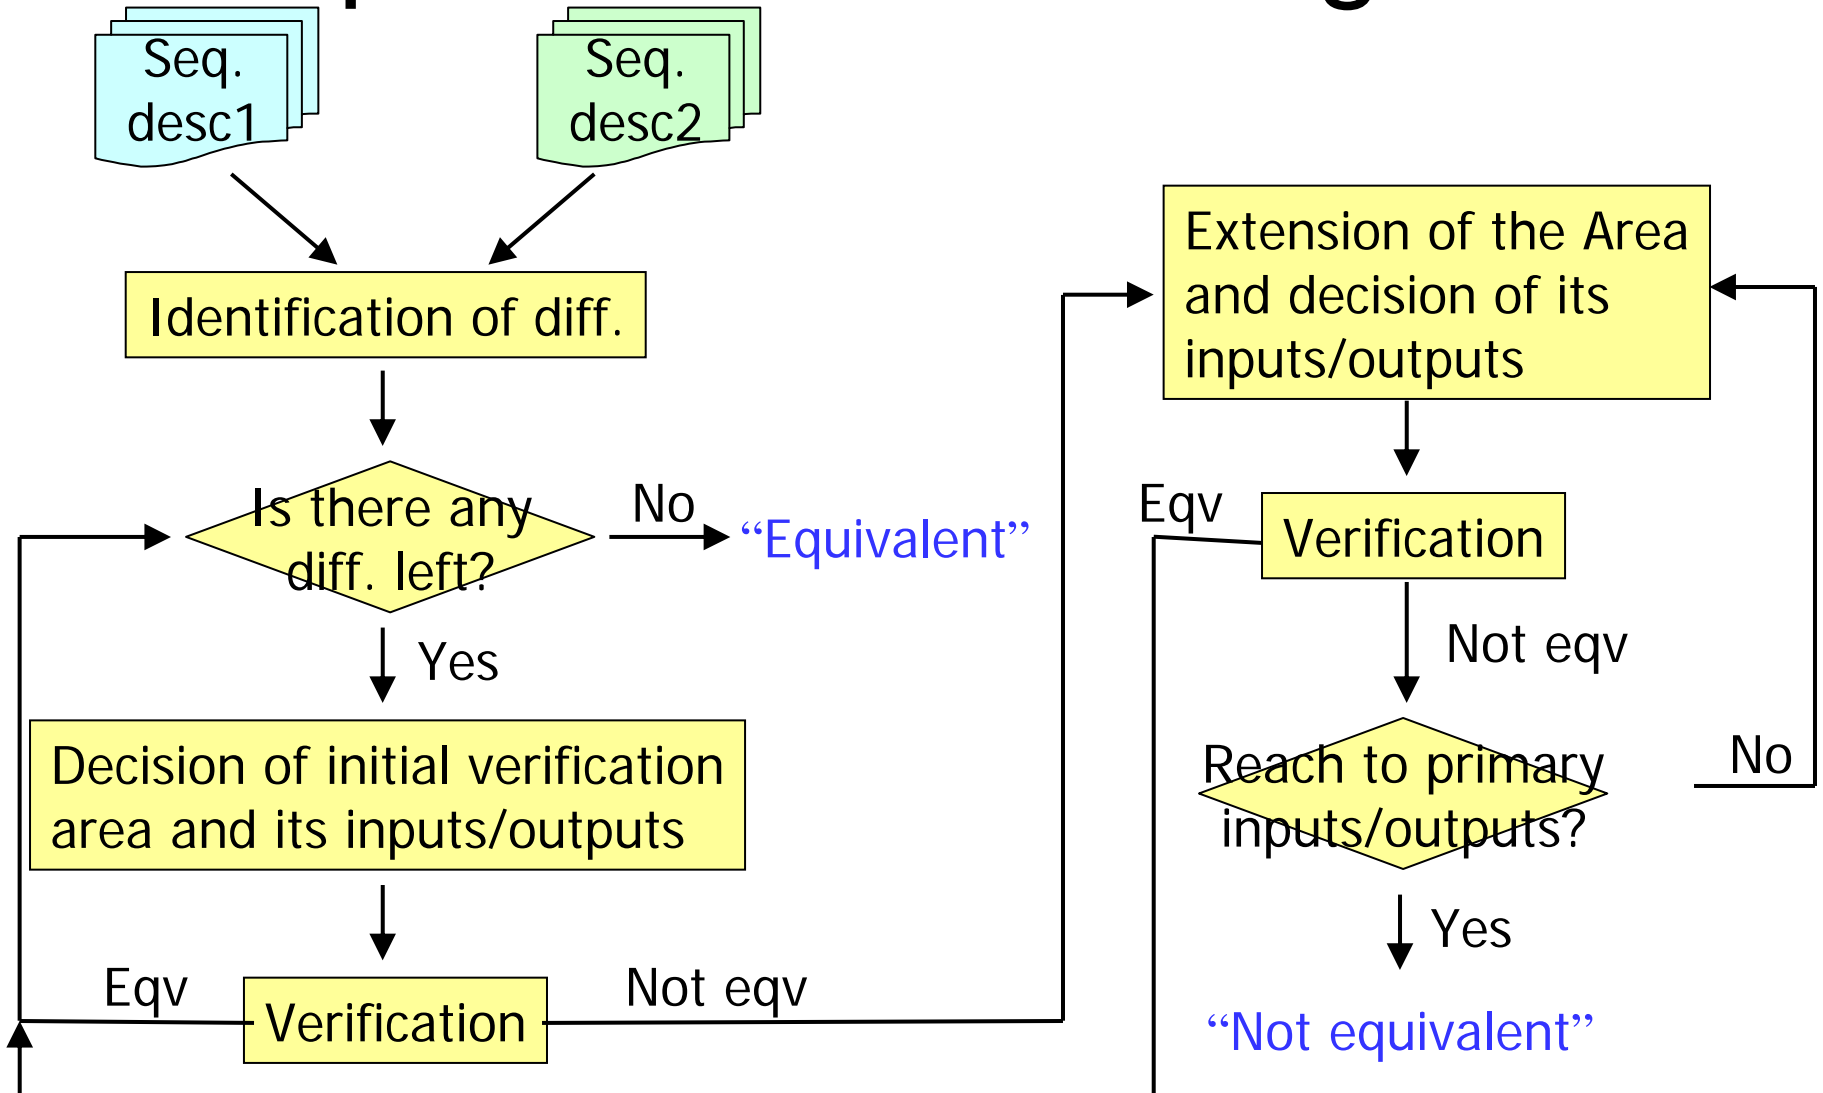 Seq.
desc1
Seq.
desc2
Identification of diff.
Is there any
diff. left?
No
“Equivalent”
Yes
Decision of initial verification
area and its inputs/outputs
Eqv
Verification
Not eqv
Extension of the Area
and decision of its
inputs/outputs
Eqv
Verification
Not eqv
Reach to primary
inputs/outputs?
No
Yes
“Not equivalent”